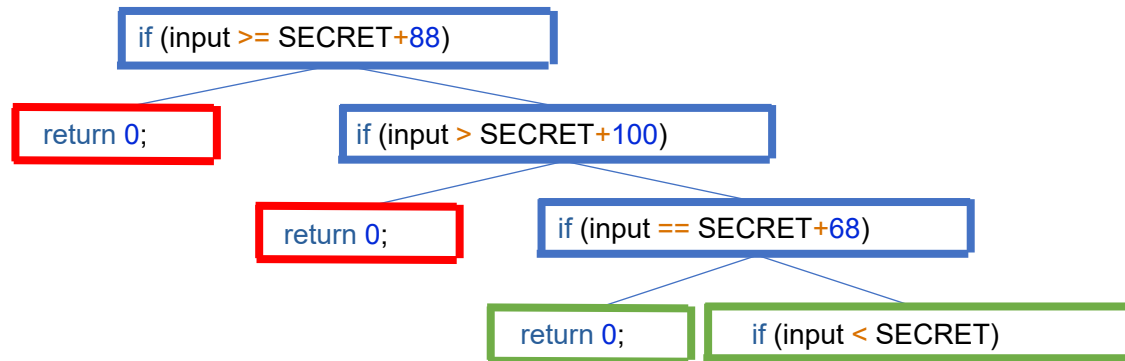 if (input >= SECRET+88)
return 0;
if (input > SECRET+100)
return 0;
if (input == SECRET+68)
return 0;
if (input < SECRET)